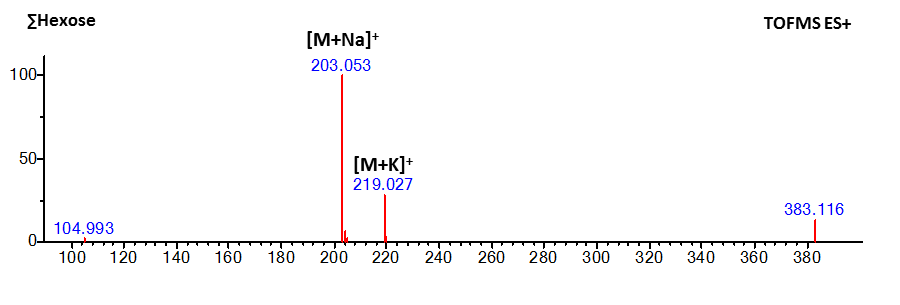 ∑Hexose
TOFMS ES+
[M+Na]⁺
203.053
100
[M+K]⁺
219.027
50
383.116
104.993
0
100 120 140 160 180 200 220 240 260 280 300 320 340 360 380